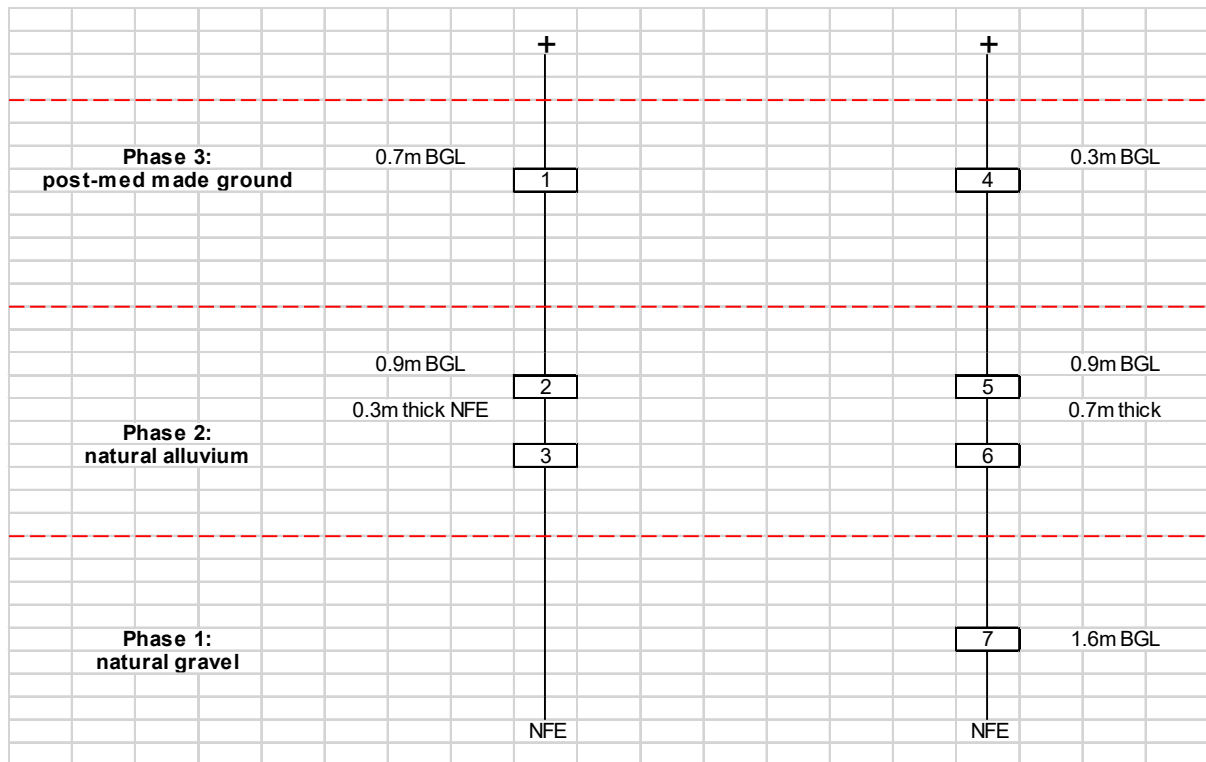 +
+
Phase 3:
0.7m BGL
0.3m BGL
post-med made ground
1
4
0.9m BGL
0.9m BGL
2
5
0.3m thick NFE
0.7m thick
Phase 2:
natural alluvium
3
6
Phase 1:
7
1.6m BGL
natural gravel
NFE
NFE